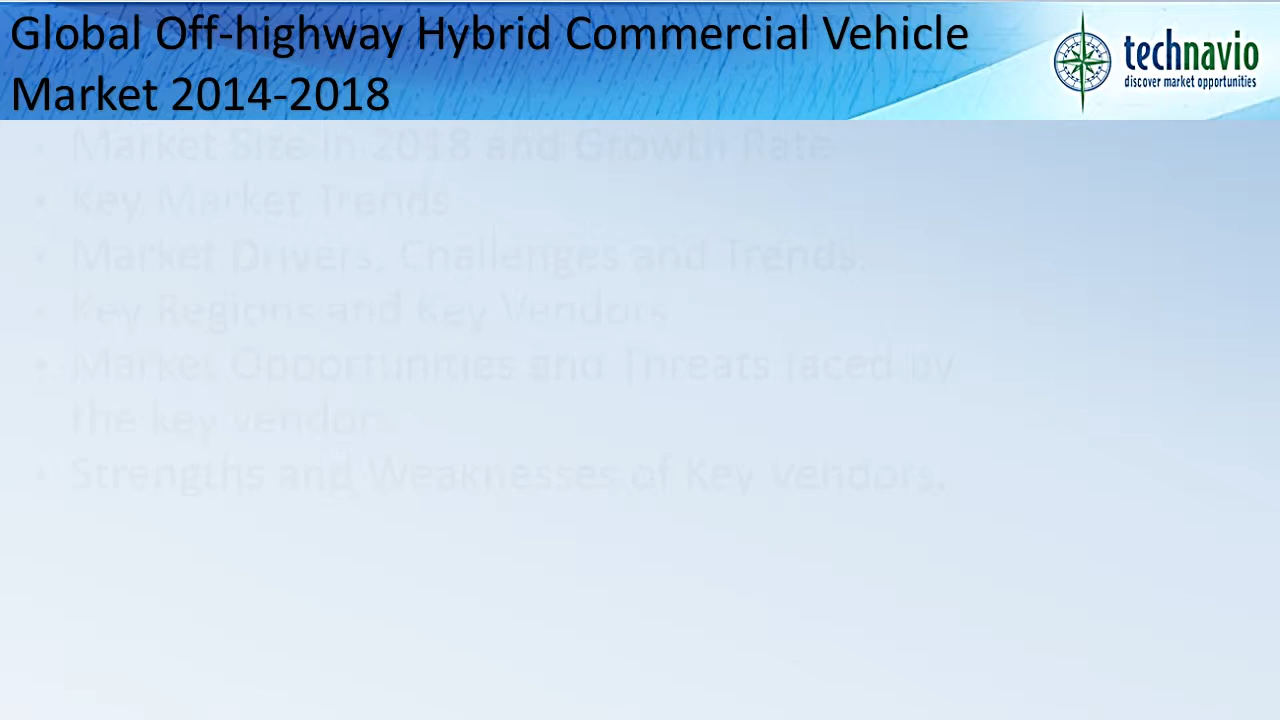 Global Off-highway Hybrid Commercial Vehicle
Market 2014-2018
technavio
discover market opportunities
• Market Size in 2018 and Growth Rate
• Key Market Trends
• Market Drivers, Challenges and Trends.
• Key Regions and Key Vendors
• Market Opportunities and Threats faced by
the key vendors
• Strengths and Weaknesses of Key vendors.